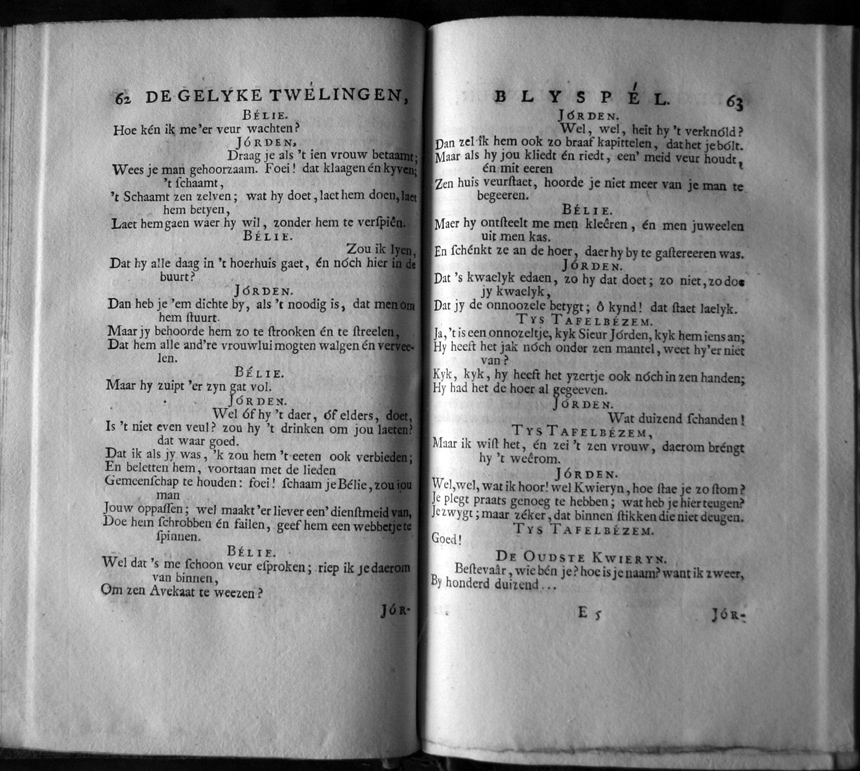 62 DE GELYKE TWÉLINGEN,
BÉLIE.
Hoe kén ik me'er veur wachten?
JÓRDEN,
Draag je als 't ien vrouw betaamt;
Wees je man gehoorzaam. Foei! dat klaagen én kyven;
't ſchaamt,
't Schaamt zen zelven; wat hy doet, laet hem doen, laet
hem betyen,
Laet hem gaen waer hy wil, zonder hem te verſpiên.
BÉLIE.
Zou ik lyen,
Dat hy alle daag in 't hoerhuis gaet, én nóch hier in de
buurt?
JÓRDEN.
Dan heb je 'em dichte by, als 't noodig is, dat men om
hem ſtuurt.
Maar jy behoorde hem zo te ſtrooken én te ſtreelen,
Dat hem alle and're vrouwlui mogten walgen én vervee-
len.
BÉLIE.
Maar hy zuipt 'er zyn gat vol.
JÓRDEN.
Wel óf hy 't daer, óf elders, doet,
Is 't niet even veul? zou hy 't drinken om jou laeten?
dat waar goed.
Dat ik als jy was, 'k zou hem 't eeten ook verbieden;
En beletten hem, voortaan met de lieden
Gemeenſchap te houden: foei! ſchaam je Bélie, zou jou
man
Jouw oppaſſen; wel maakt 'er liever een' dienſtmeid van,
Doe hem ſchrobben én failen, geef hem een webbetje te
ſpinnen.
BÉLIE.
Wel dat 's me ſchoon veur eſproken; riep ik je daerom
van binnen,
Om zen Avekaat te weezen?
JÓR-
BLYSPÉL. 63
JÓRDEN.
Wel, wel, heit hy 't verknóld?
Dan zel ik hem ook zo braaf kapittelen, dat het je bólt.
Maar als hy jou kliedt én riedt, een' meid veur houdt,
én mit eeren
Zen huis veurſtaet, hoorde je niet meer van je man te
begeeren.
BÉLIE.
Maer hy ontſteelt me men kleêren, én men juweelen
uit men kas.
En ſchénkt ze an de hoer, daer hy by te gaſtereeren was.
JÓRDEN.
Dat 's kwaelyk edaen, zo hy dat doet; zo niet, zo doe
jy kwaelyk,
Dat jy de onnoozele betygt; ô kynd! dat ſtaet laelyk.
TYS TAFELBÉZEM.
Ja, 't is een onnozeltje, kyk Sieur Jórden, kyk hem iens an;
Hy heeft het jak nóch onder zen mantel, weet hy'er niet
van?
Kyk, kyk, hy heeft het yzertje ook nóch in zen handen;
Hy had het de hoer al gegeeven.
JÓRDEN.
Wat duizend ſchanden!
TYS TAFELBÉZEM,
Maar ik wiſt het, én zei 't zen vrouw, daerom bréngt
hy 't weêrom.
JÓRDEN.
Wel, wel, wat ik hoor! wel Kwieryn, hoe ſtae je zo ſtom?
Je plegt praats genoeg te hebben; wat heb je hier teugen?
Je zwygt; maar zéker, dat binnen ſtikken die niet deugen.
TYS TAFELBÉZEM.
Goed!
DE OUDSTE KWIERYN.
Beſtevaâr, wie bén je? hoe is je naam? want ik zweer,
By honderd duizend...
E 5 JÓR-